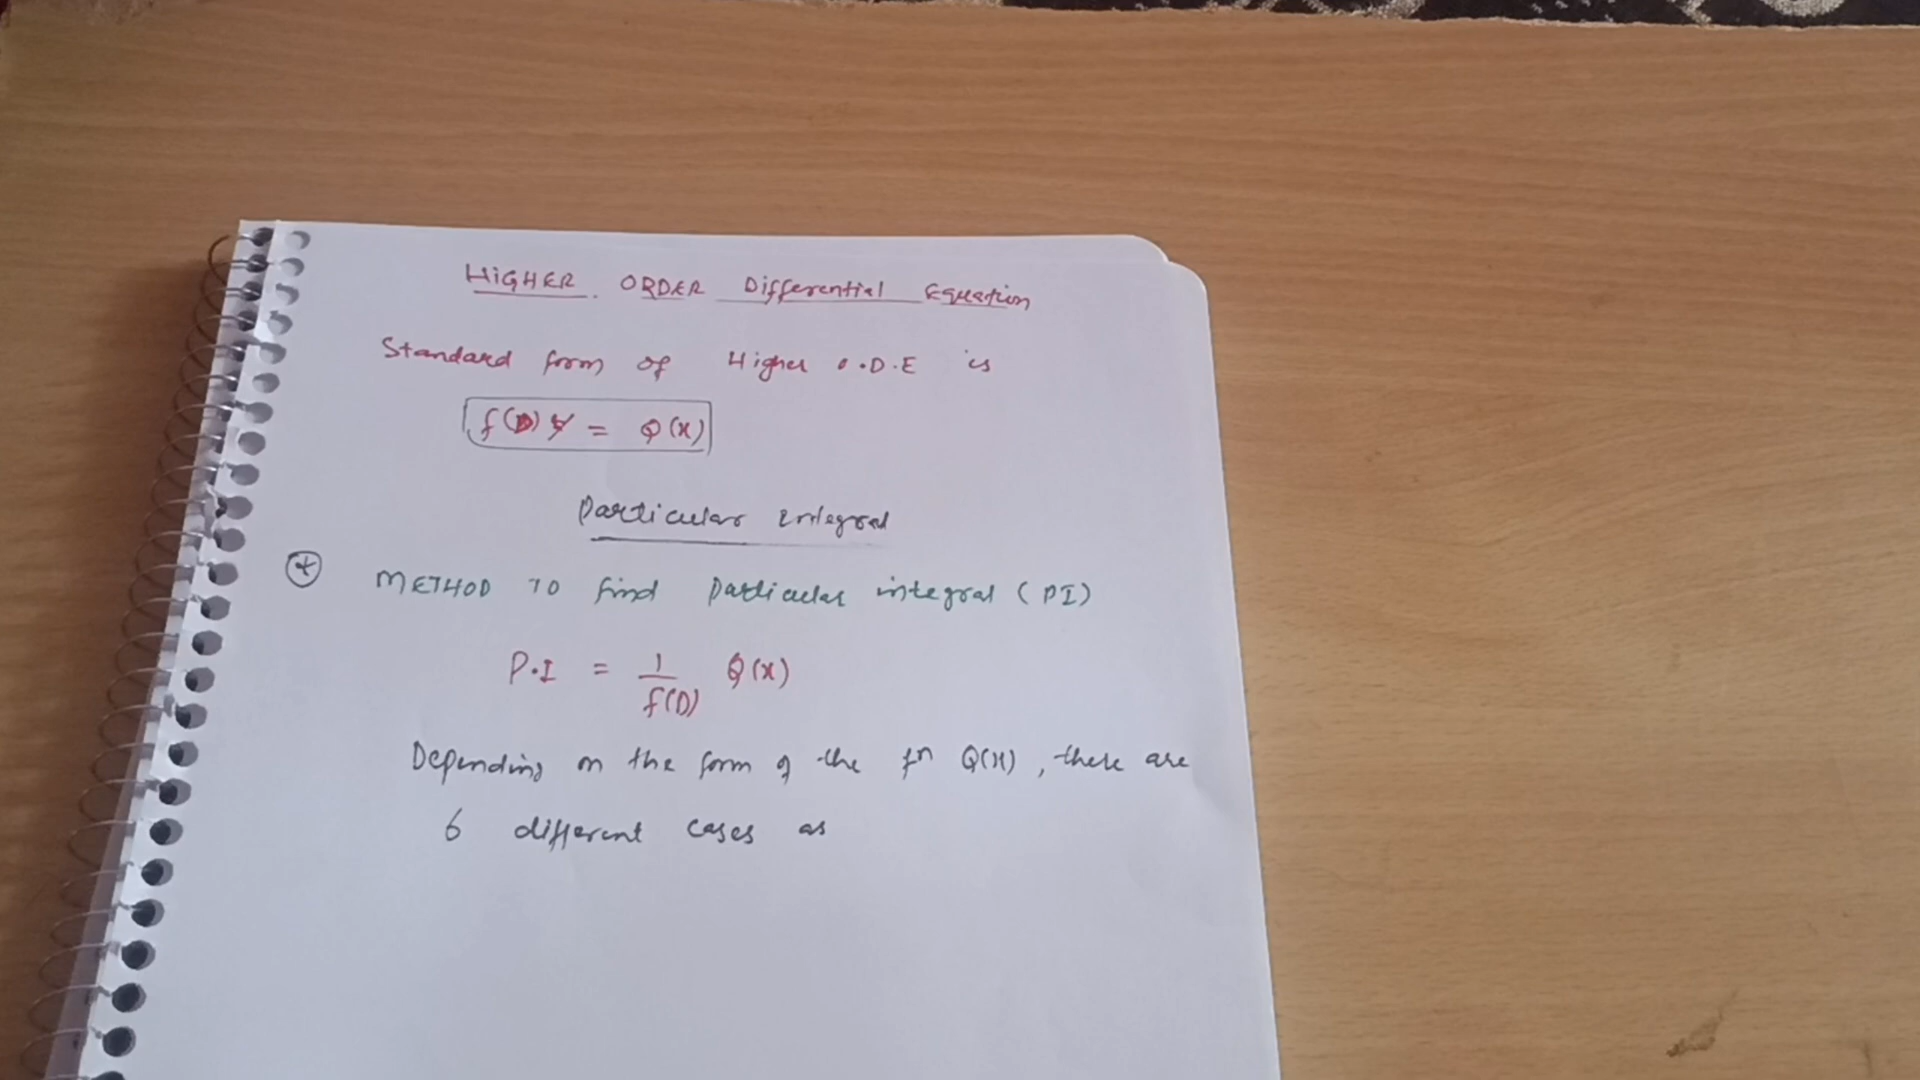 HiGHER ORDER Differential Equation
Standard form of Higher O.D.E is
f(D) y = Q(x)
Particular Integral
* METHOD TO find Particular integral (PI)
P.I = 1/f(D) Q(x)
Depending on the form of the fn Q(x), there are
6 different cases as